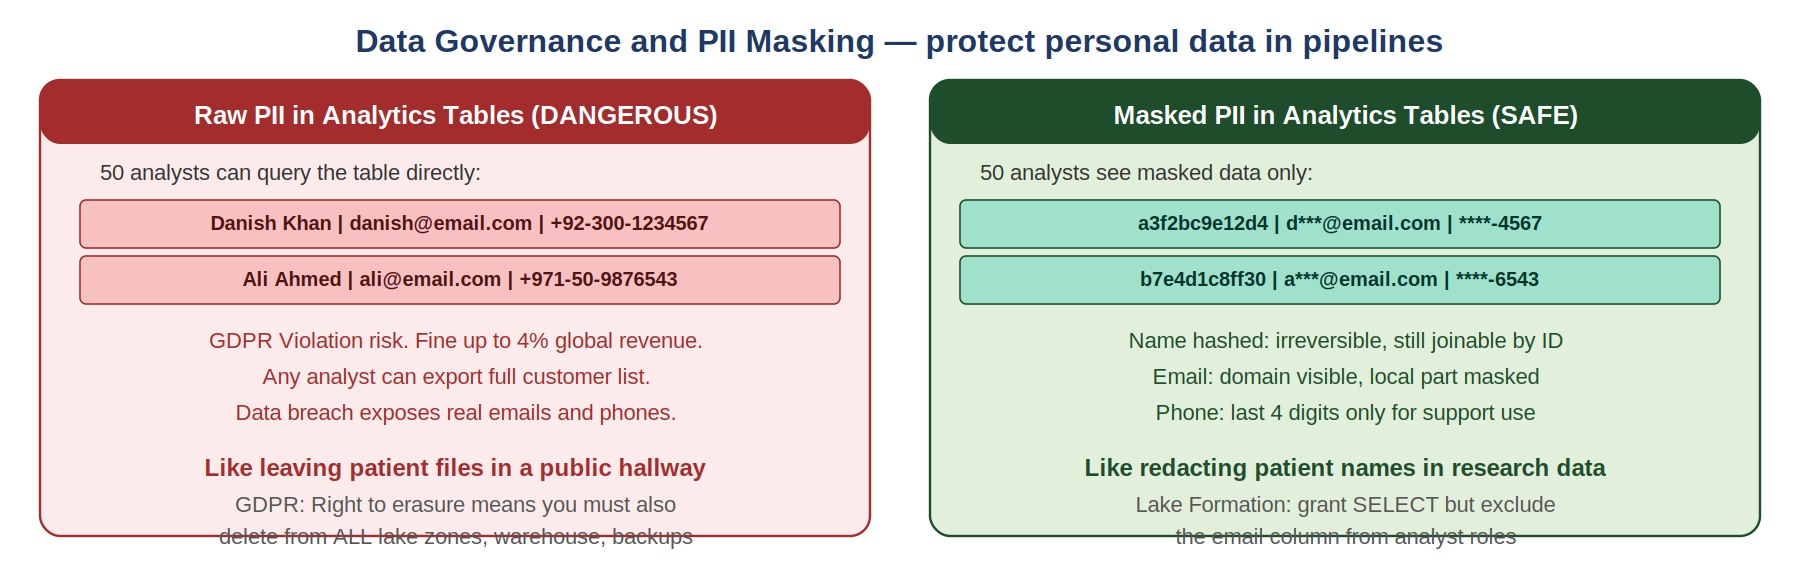 Data Governance and PII Masking — protect personal data in pipelines
Raw PII in Analytics Tables (DANGEROUS)
50 analysts can query the table directly:
Danish Khan | danish@email.com | +92-300-1234567
Ali Ahmed | ali@email.com | +971-50-9876543
GDPR Violation risk. Fine up to 4% global revenue.
Any analyst can export full customer list.
Data breach exposes real emails and phones.
Like leaving patient files in a public hallway
GDPR: Right to erasure means you must also
delete from ALL lake zones, warehouse, backups
Masked PII in Analytics Tables (SAFE)
50 analysts see masked data only:
a3f2bc9e12d4 | d***@email.com | ****-4567
b7e4d1c8ff30 | a***@email.com | ****-6543
Name hashed: irreversible, still joinable by ID
Email: domain visible, local part masked
Phone: last 4 digits only for support use
Like redacting patient names in research data
Lake Formation: grant SELECT but exclude
the email column from analyst roles